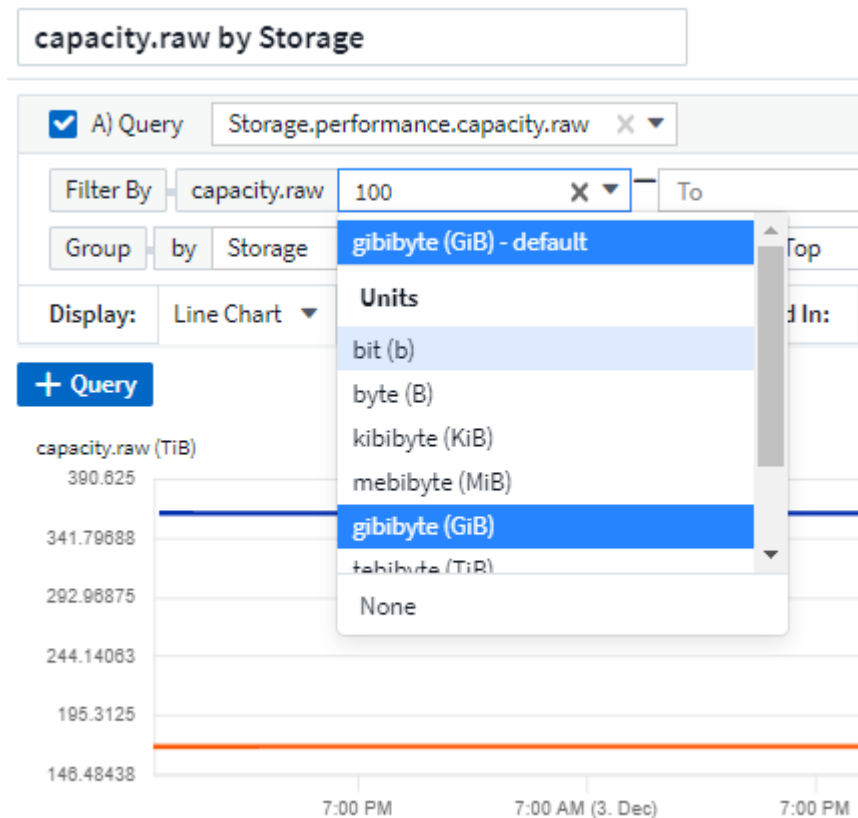 capacity.raw by Storage
A) Query Storage.performance.capacity.raw
Filter By capacity.raw 100 – To
Group by Storage Top
gibibyte (GiB) - default
Units
bit (b)
byte (B)
kibibyte (KiB)
mebibyte (MiB)
gibibyte (GiB)
tebibyte (TiB)
None
Display: Line Chart d In:
+ Query
capacity.raw (TiB)
390.625
341.79688
292.96875
244.14063
195.3125
146.48438
7:00 PM 7:00 AM (3. Dec) 7:00 PM